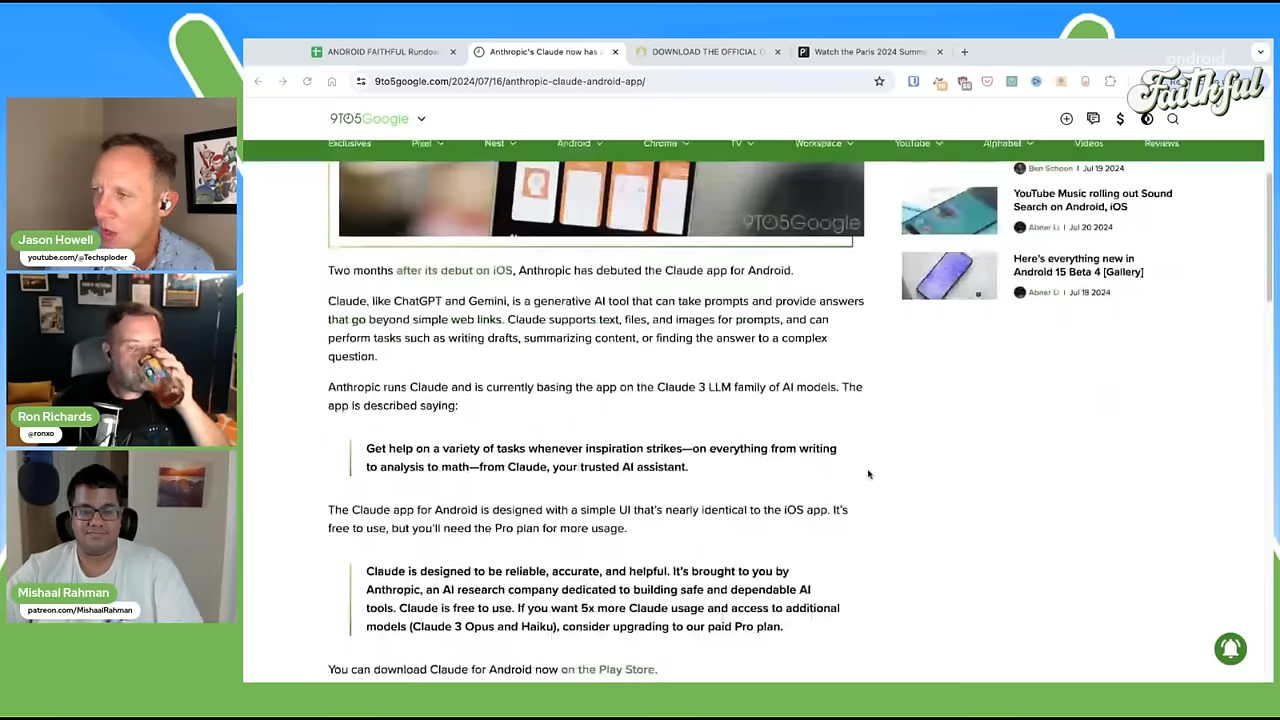 ANDROID FAITHFUL Rundow
Anthropic's Claude now has
DOWNLOAD THE OFFICIAL
Watch the Paris 2024 Summ
9to5google.com/2024/07/16/anthropic-claude-android-app/
android
Faithful
9TO5Google
Exclusives Pixel Nest Android Chrome TV Workspace YouTube Alphabet Videos Reviews
9TO5Google
Ben Schoon | Jul 19 2024
YouTube Music rolling out Sound
Search on Android, iOS
Abner Li | Jul 20 2024
Here's everything new in
Android 15 Beta 4 [Gallery]
Abner Li | Jul 18 2024
Two months after its debut on iOS, Anthropic has debuted the Claude app for Android.
Claude, like ChatGPT and Gemini, is a generative AI tool that can take prompts and provide answers
that go beyond simple web links. Claude supports text, files, and images for prompts, and can
perform tasks such as writing drafts, summarizing content, or finding the answer to a complex
question.
Anthropic runs Claude and is currently basing the app on the Claude 3 LLM family of AI models. The
app is described saying:
Get help on a variety of tasks whenever inspiration strikes—on everything from writing
to analysis to math—from Claude, your trusted AI assistant.
The Claude app for Android is designed with a simple UI that's nearly identical to the iOS app. It's
free to use, but you'll need the Pro plan for more usage.
Claude is designed to be reliable, accurate, and helpful. It's brought to you by
Anthropic, an AI research company dedicated to building safe and dependable AI
tools. Claude is free to use. If you want 5x more Claude usage and access to additional
models (Claude 3 Opus and Haiku), consider upgrading to our paid Pro plan.
You can download Claude for Android now on the Play Store.
Jason Howell
youtube.com/@Techsploder
Ron Richards
@ronxo
Mishaal Rahman
patreon.com/MishaalRahman